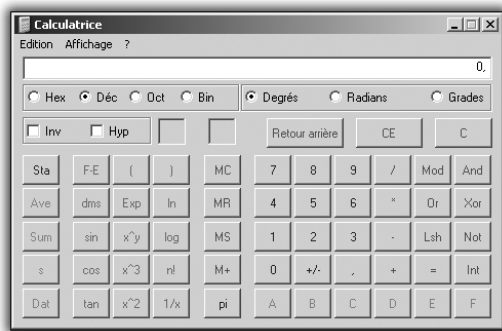 Calculatrice
Edition Affichage ?
0,
Hex Déc Oct Bin Degrés Radians Grades
Inv Hyp Retour arrière CE C
Sta F-E ( ) MC 7 8 9 / Mod And
Ave dms Exp ln MR 4 5 6 * Or Xor
Sum sin x^y log MS 1 2 3 - Lsh Not
s cos x^3 n! M+ 0 +/- , + = Int
Dat tan x^2 1/x pi A B C D E F